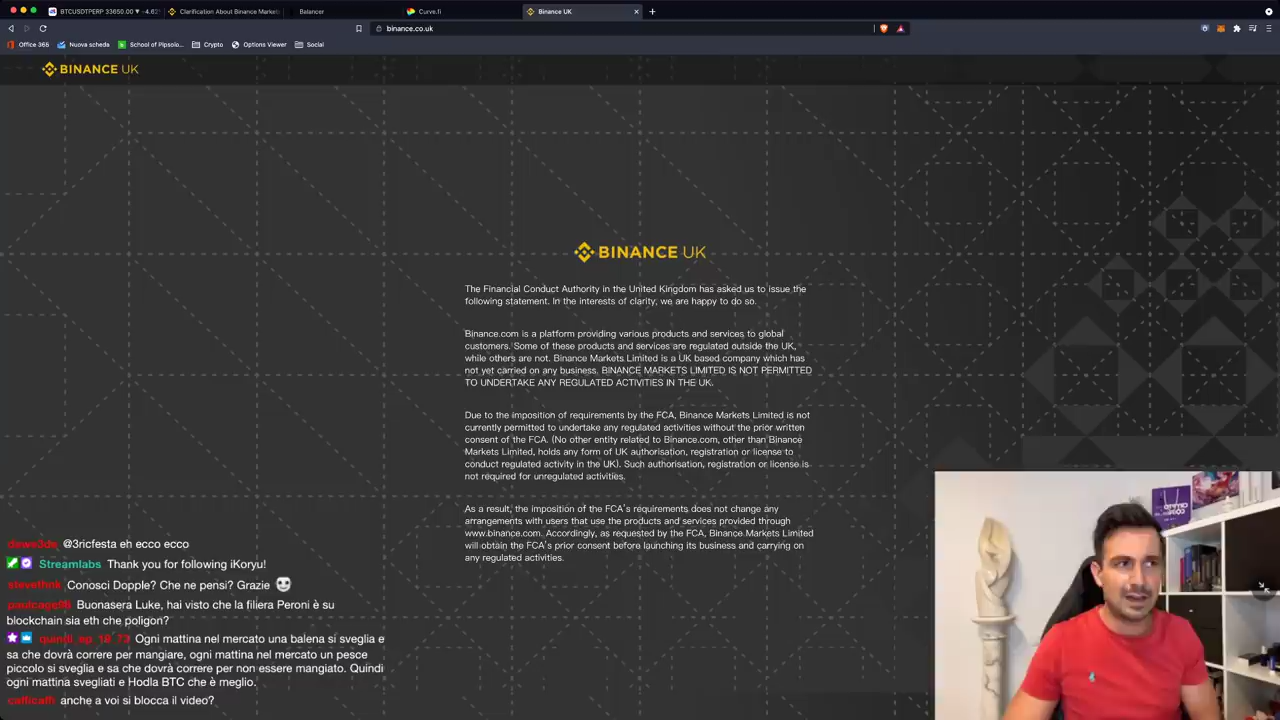 BTCUSDTPERP 33650.00 ▼ -4.62%
Clarification About Binance Markets
Balancer
Curve.fi
Binance UK
binance.co.uk
Office 365
Nuova scheda
School of Pipsolo...
Crypto
Options Viewer
Social
BINANCE UK
BINANCE UK
The Financial Conduct Authority in the United Kingdom has asked us to issue the
following statement. In the interests of clarity, we are happy to do so.
Binance.com is a platform providing various products and services to global
customers. Some of these products and services are regulated outside the UK,
while others are not. Binance Markets Limited is a UK based company which has
not yet carried on any business. BINANCE MARKETS LIMITED IS NOT PERMITTED
TO UNDERTAKE ANY REGULATED ACTIVITIES IN THE UK.
Due to the imposition of requirements by the FCA, Binance Markets Limited is not
currently permitted to undertake any regulated activities without the prior written
consent of the FCA. (No other entity related to Binance.com, other than Binance
Markets Limited, holds any form of UK authorisation, registration or license to
conduct regulated activity in the UK). Such authorisation, registration or license is
not required for unregulated activities.
As a result, the imposition of the FCA's requirements does not change any
arrangements with users that use the products and services provided through
www.binance.com. Accordingly, as requested by the FCA, Binance Markets Limited
will obtain the FCA's prior consent before launching its business and carrying on
any regulated activities.
@3ricfesta eh ecco ecco
Streamlabs Thank you for following iKoryu!
Conosci Dopple? Che ne pensi? Grazie
Buonasera Luke, hai visto che la filiera Peroni è su
blockchain sia eth che poligon?
Ogni mattina nel mercato una balena si sveglia e
sa che dovrà correre per mangiare, ogni mattina nel mercato un pesce
piccolo si sveglia e sa che dovrà correre per non essere mangiato. Quindi
ogni mattina svegliati e Hodla BTC che è meglio.
anche a voi si blocca il video?